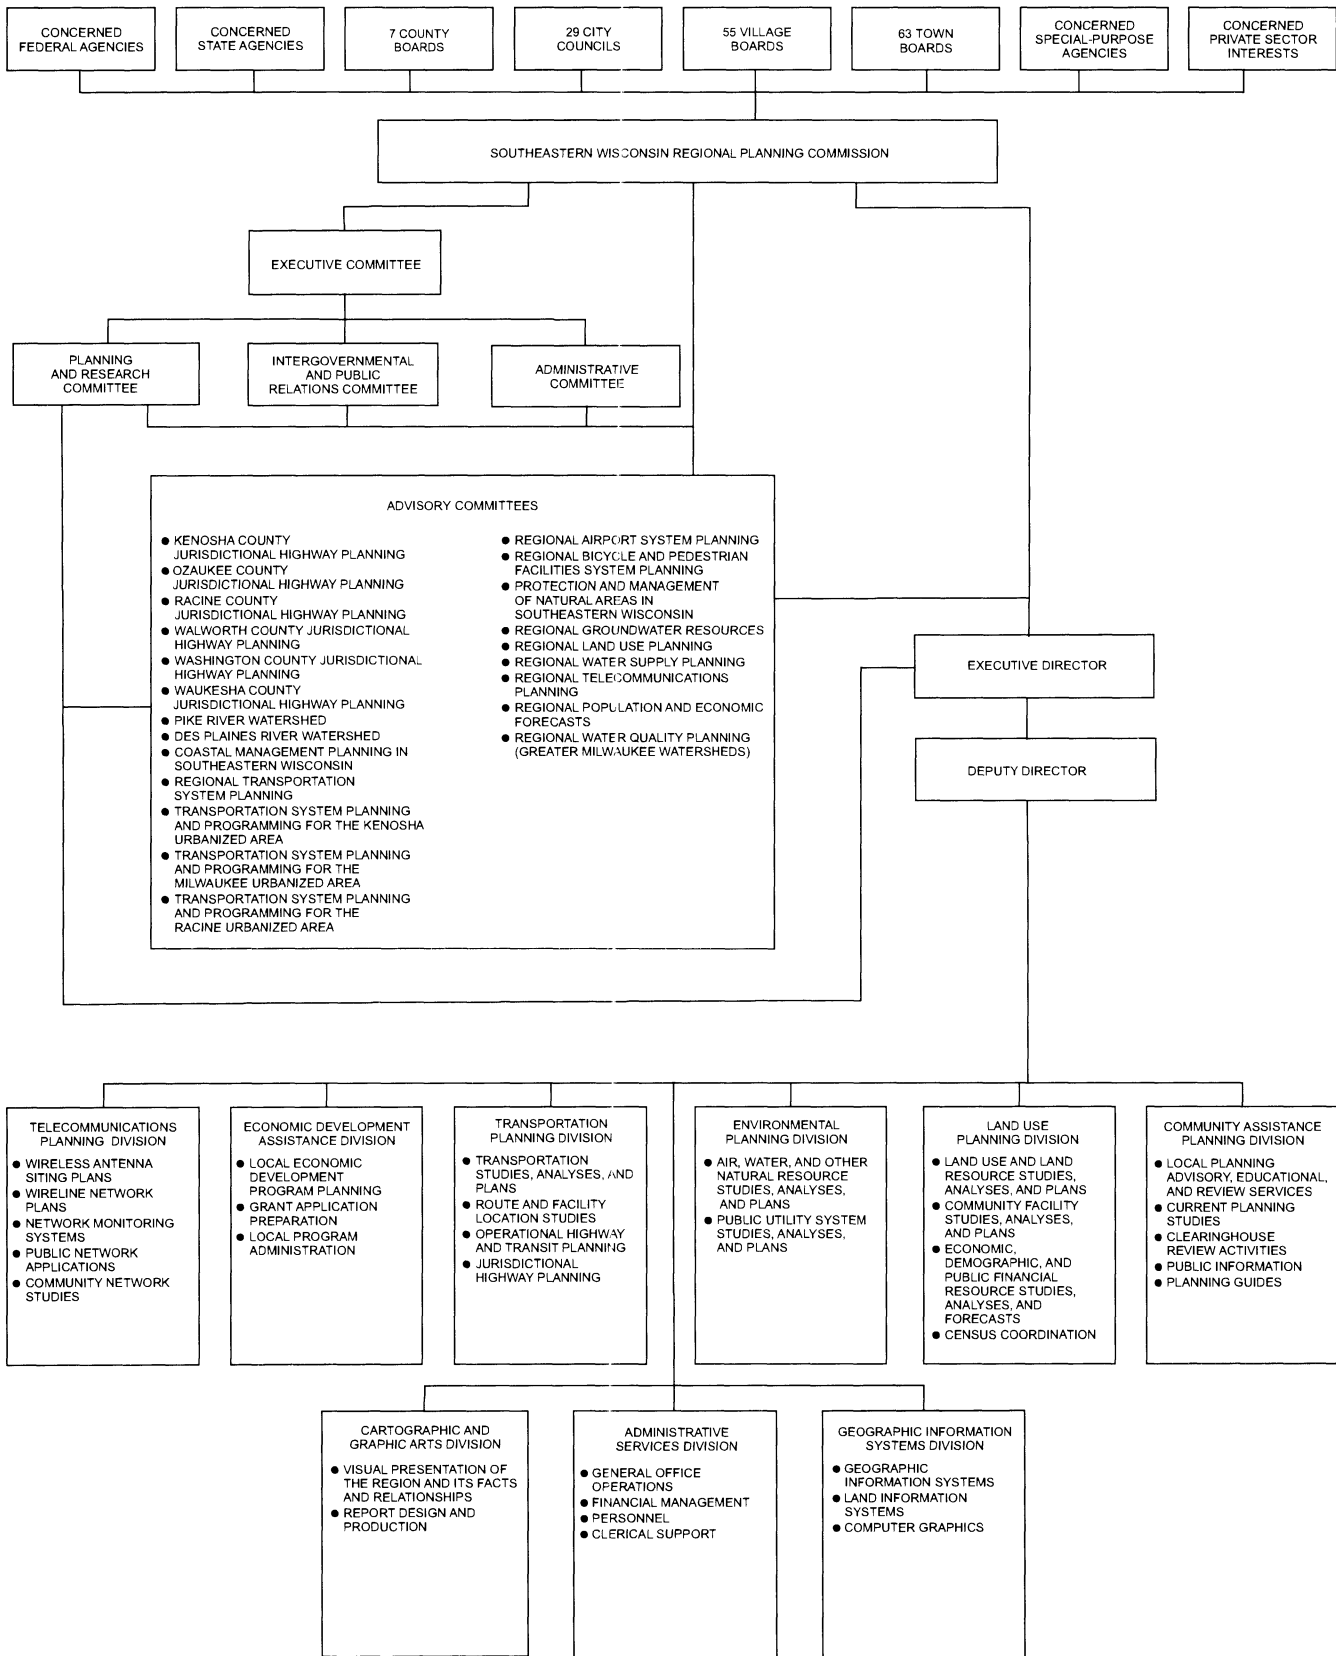 CONCERNED
FEDERAL AGENCIES
CONCERNED
STATE AGENCIES
7 COUNTY
BOARDS
29 CITY
COUNCILS
55 VILLAGE
BOARDS
63 TOWN
BOARDS
CONCERNED
SPECIAL-PURPOSE
AGENCIES
CONCERNED
PRIVATE SECTOR
INTERESTS
SOUTHEASTERN WISCONSIN REGIONAL PLANNING COMMISSION
EXECUTIVE COMMITTEE
PLANNING
AND RESEARCH
COMMITTEE
INTERGOVERNMENTAL
AND PUBLIC
RELATIONS COMMITTEE
ADMINISTRATIVE
COMMITTEE
ADVISORY COMMITTEES
● KENOSHA COUNTY
JURISDICTIONAL HIGHWAY PLANNING
● OZAUKEE COUNTY
JURISDICTIONAL HIGHWAY PLANNING
● RACINE COUNTY
JURISDICTIONAL HIGHWAY PLANNING
● WALWORTH COUNTY JURISDICTIONAL
HIGHWAY PLANNING
● WASHINGTON COUNTY JURISDICTIONAL
HIGHWAY PLANNING
● WAUKESHA COUNTY
JURISDICTIONAL HIGHWAY PLANNING
● PIKE RIVER WATERSHED
● DES PLAINES RIVER WATERSHED
● COASTAL MANAGEMENT PLANNING IN
SOUTHEASTERN WISCONSIN
● REGIONAL TRANSPORTATION
SYSTEM PLANNING
● TRANSPORTATION SYSTEM PLANNING
AND PROGRAMMING FOR THE KENOSHA
URBANIZED AREA
● TRANSPORTATION SYSTEM PLANNING
AND PROGRAMMING FOR THE
MILWAUKEE URBANIZED AREA
● TRANSPORTATION SYSTEM PLANNING
AND PROGRAMMING FOR THE
RACINE URBANIZED AREA
● REGIONAL AIRPORT SYSTEM PLANNING
● REGIONAL BICYCLE AND PEDESTRIAN
FACILITIES SYSTEM PLANNING
● PROTECTION AND MANAGEMENT
OF NATURAL AREAS IN
SOUTHEASTERN WISCONSIN
● REGIONAL GROUNDWATER RESOURCES
● REGIONAL LAND USE PLANNING
● REGIONAL WATER SUPPLY PLANNING
● REGIONAL TELECOMMUNICATIONS
PLANNING
● REGIONAL POPULATION AND ECONOMIC
FORECASTS
● REGIONAL WATER QUALITY PLANNING
(GREATER MILWAUKEE WATERSHEDS)
EXECUTIVE DIRECTOR
DEPUTY DIRECTOR
TELECOMMUNICATIONS
PLANNING DIVISION
● WIRELESS ANTENNA
SITING PLANS
● WIRELINE NETWORK
PLANS
● NETWORK MONITORING
SYSTEMS
● PUBLIC NETWORK
APPLICATIONS
● COMMUNITY NETWORK
STUDIES
ECONOMIC DEVELOPMENT
ASSISTANCE DIVISION
● LOCAL ECONOMIC
DEVELOPMENT
PROGRAM PLANNING
● GRANT APPLICATION
PREPARATION
● LOCAL PROGRAM
ADMINISTRATION
TRANSPORTATION
PLANNING DIVISION
● TRANSPORTATION
STUDIES, ANALYSES, AND
PLANS
● ROUTE AND FACILITY
LOCATION STUDIES
● OPERATIONAL HIGHWAY
AND TRANSIT PLANNING
● JURISDICTIONAL
HIGHWAY PLANNING
ENVIRONMENTAL
PLANNING DIVISION
● AIR, WATER, AND OTHER
NATURAL RESOURCE
STUDIES, ANALYSES,
AND PLANS
● PUBLIC UTILITY SYSTEM
STUDIES, ANALYSES,
AND PLANS
LAND USE
PLANNING DIVISION
● LAND USE AND LAND
RESOURCE STUDIES,
ANALYSES, AND PLANS
● COMMUNITY FACILITY
STUDIES, ANALYSES,
AND PLANS
● ECONOMIC,
DEMOGRAPHIC, AND
PUBLIC FINANCIAL
RESOURCE STUDIES,
ANALYSES, AND
FORECASTS
● CENSUS COORDINATION
COMMUNITY ASSISTANCE
PLANNING DIVISION
● LOCAL PLANNING
ADVISORY, EDUCATIONAL,
AND REVIEW SERVICES
● CURRENT PLANNING
STUDIES
● CLEARINGHOUSE
REVIEW ACTIVITIES
● PUBLIC INFORMATION
● PLANNING GUIDES
CARTOGRAPHIC AND
GRAPHIC ARTS DIVISION
● VISUAL PRESENTATION OF
THE REGION AND ITS FACTS
AND RELATIONSHIPS
● REPORT DESIGN AND
PRODUCTION
ADMINISTRATIVE
SERVICES DIVISION
● GENERAL OFFICE
OPERATIONS
● FINANCIAL MANAGEMENT
● PERSONNEL
● CLERICAL SUPPORT
GEOGRAPHIC INFORMATION
SYSTEMS DIVISION
● GEOGRAPHIC
INFORMATION SYSTEMS
● LAND INFORMATION
SYSTEMS
● COMPUTER GRAPHICS